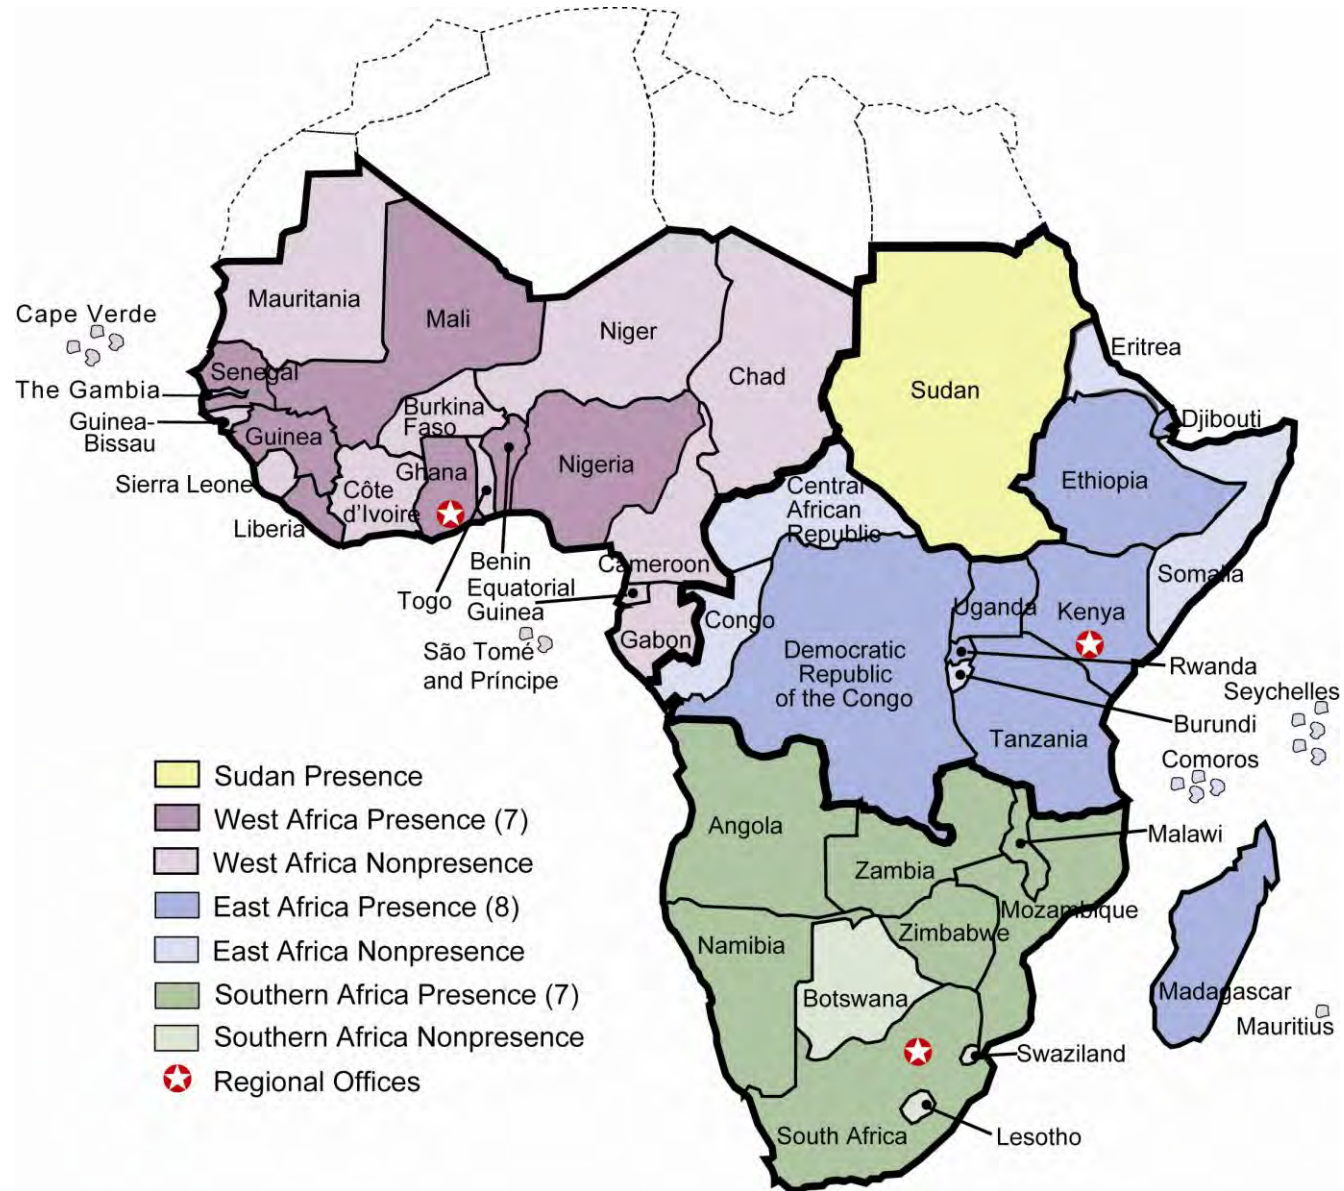 Mauritania
Cape Verde
Mali
Niger
Chad
Sudan
Eritrea
Senegal
The Gambia
Guinea-
Bissau
Burkina
Faso
Djibouti
Guinea
Nigeria
Ethiopia
Ghana
Sierra Leone
Côte
d'Ivoire
Central
African
Republic
Liberia
Benin
Cameroon
Somalia
Togo
Equatorial
Guinea
Uganda
Kenya
Congo
Gabon
São Tomé
and Príncipe
Democratic
Republic
of the Congo
Rwanda
Seychelles
Burundi
Tanzania
Comoros
Angola
Malawi
Zambia
Mozambique
Namibia
Zimbabwe
Botswana
Madagascar
Mauritius
Swaziland
South Africa
Lesotho
Sudan Presence
West Africa Presence (7)
West Africa Nonpresence
East Africa Presence (8)
East Africa Nonpresence
Southern Africa Presence (7)
Southern Africa Nonpresence
Regional Offices